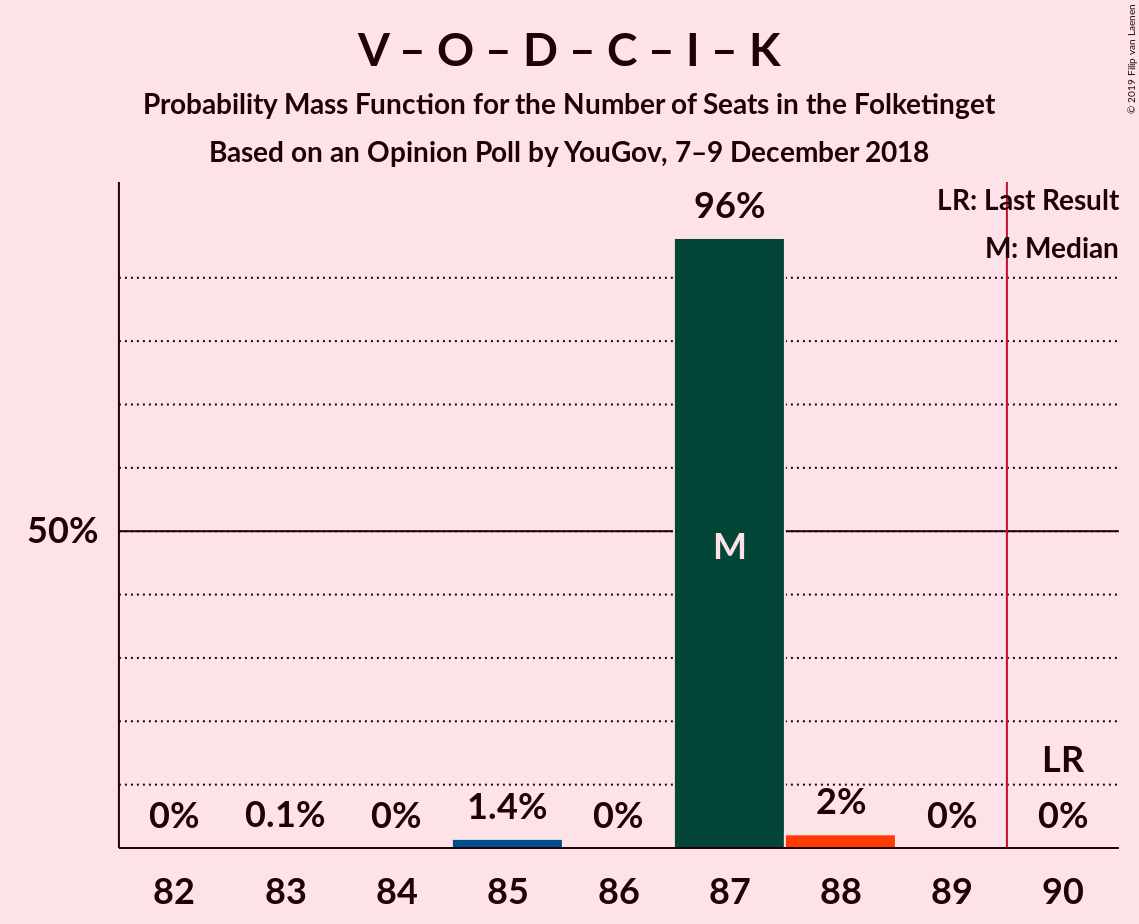 V – O – D – C – I – K
Probability Mass Function for the Number of Seats in the Folketinget
Based on an Opinion Poll by YouGov, 7–9 December 2018
© 2019 Filip van Laenen
LR: Last Result
M: Median
96%
50%
M
LR
0% 0.1% 0% 1.4% 0% 2% 0% 0%
82 83 84 85 86 87 88 89 90